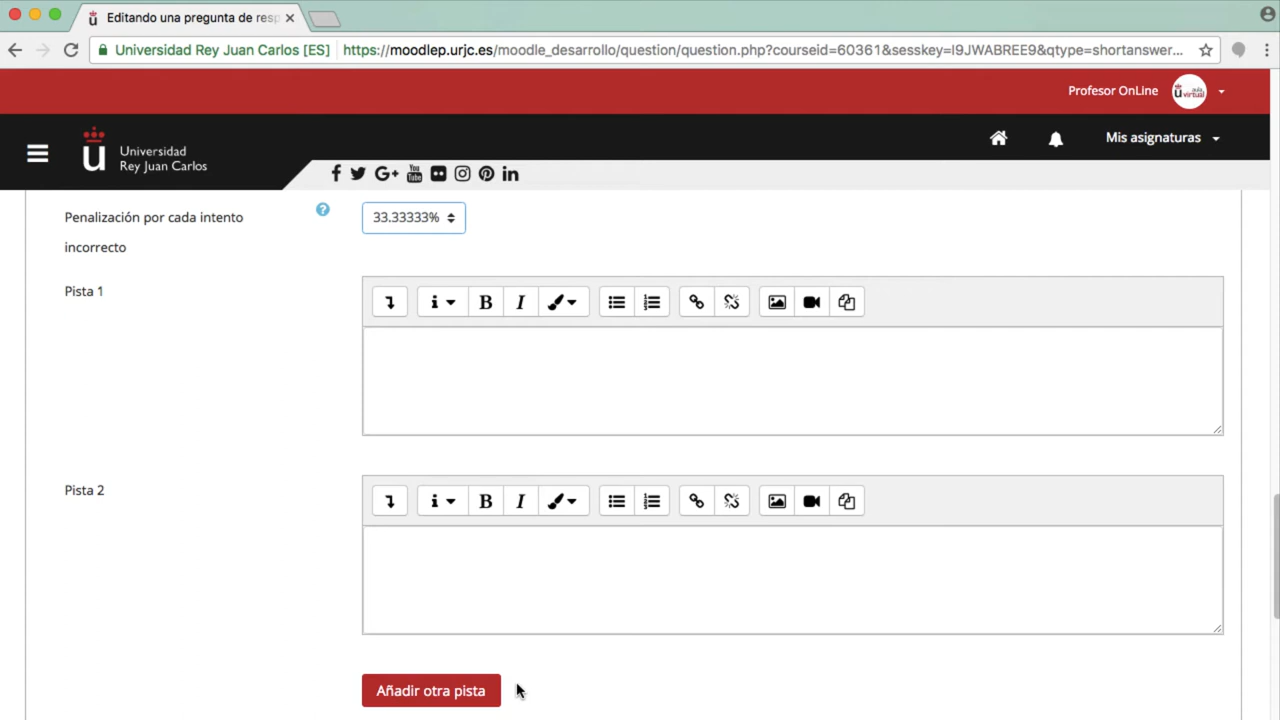 Editando una pregunta de resp
Universidad Rey Juan Carlos [ES]
https://moodlep.urjc.es/moodle_desarrollo/question/question.php?courseid=60361&sesskey=I9JWABREE9&qtype=shortanswer...
Profesor OnLine
Universidad
Rey Juan Carlos
Mis asignaturas
Penalización por cada intento
incorrecto
33.33333%
Pista 1
B I
Pista 2
B I
Añadir otra pista